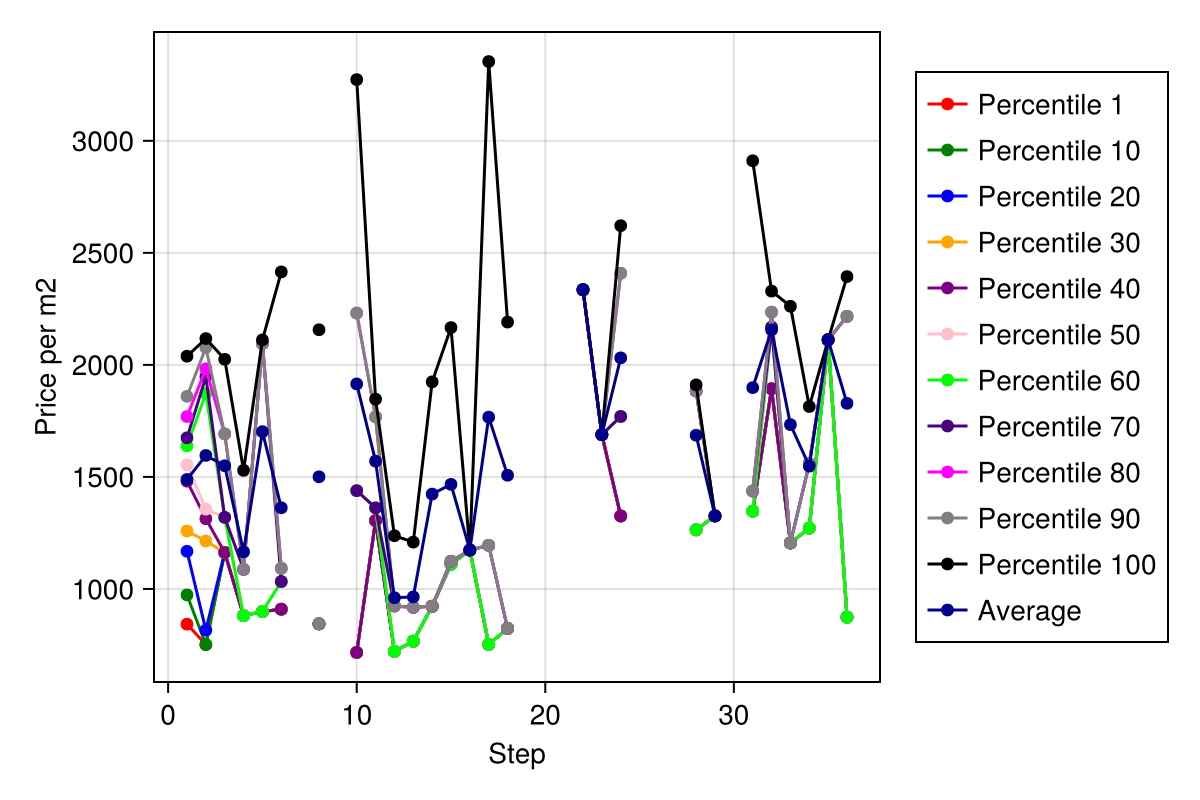 3000
2500
2000
1500
1000
Price per m2
0
10
20
30
Step
Percentile 1
Percentile 10
Percentile 20
Percentile 30
Percentile 40
Percentile 50
Percentile 60
Percentile 70
Percentile 80
Percentile 90
Percentile 100
Average